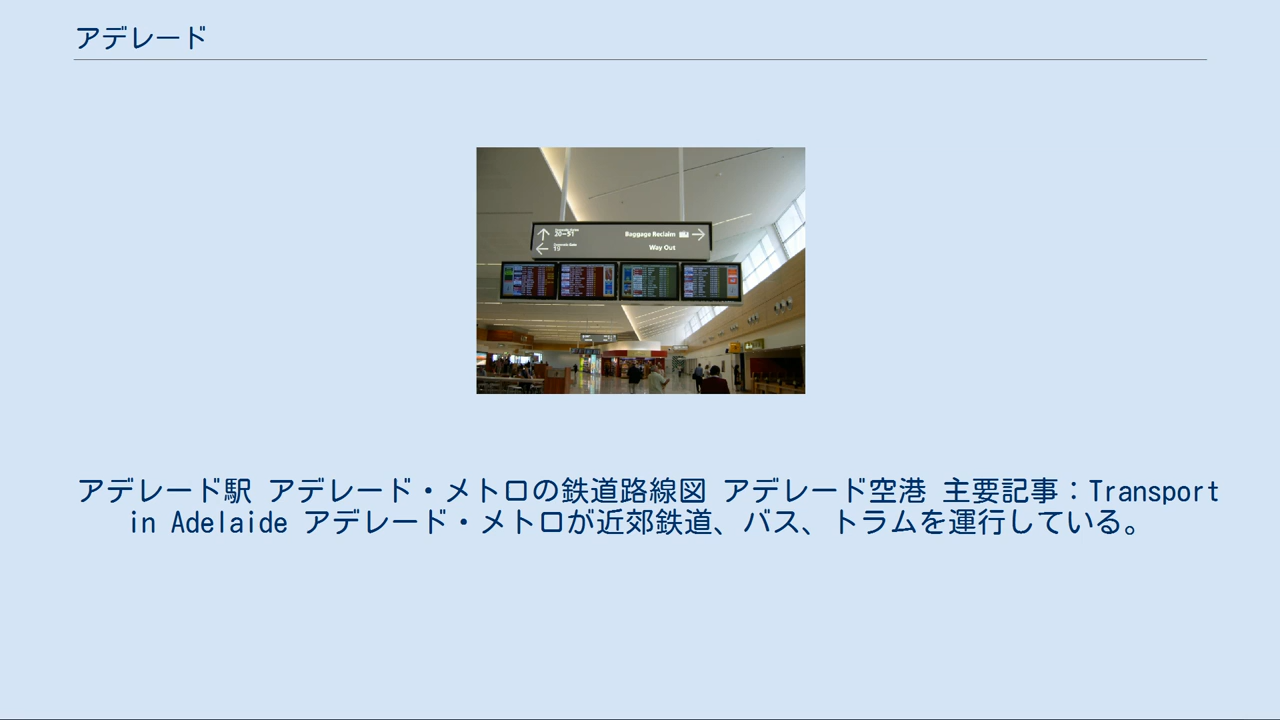 アデレード
20-51
19
Baggage Reclaim
Way Out
アデレード駅 アデレード・メトロの鉄道路線図 アデレード空港 主要記事：Transport
in Adelaide アデレード・メトロが近郊鉄道、バス、トラムを運行している。